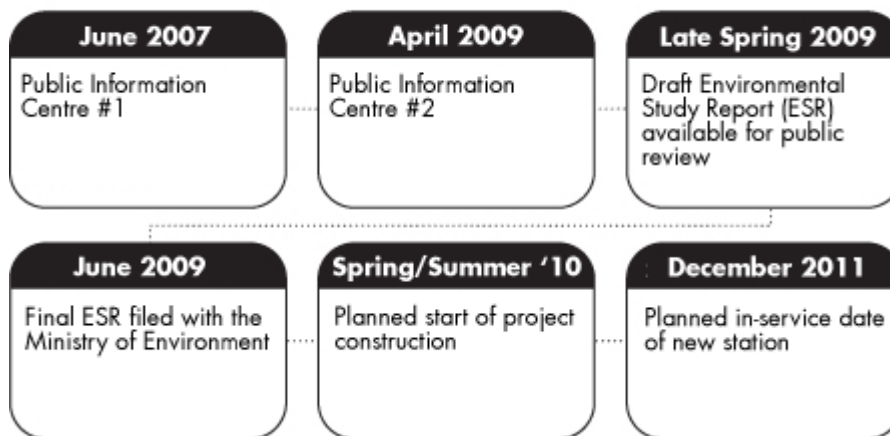 June 2007
Public Information
Centre #1
April 2009
Public Information
Centre #2
Late Spring 2009
Draft Environmental
Study Report (ESR)
available for public
review
June 2009
Final ESR filed with the
Ministry of Environment
Spring/Summer ‘10
Planned start of project
construction
December 2011
Planned in-service date
of new station